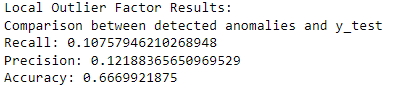 Local Outlier Factor Results:
Comparison between detected anomalies and y_test
Recall: 0.10757946210268948
Precision: 0.12188365650969529
Accuracy: 0.6669921875